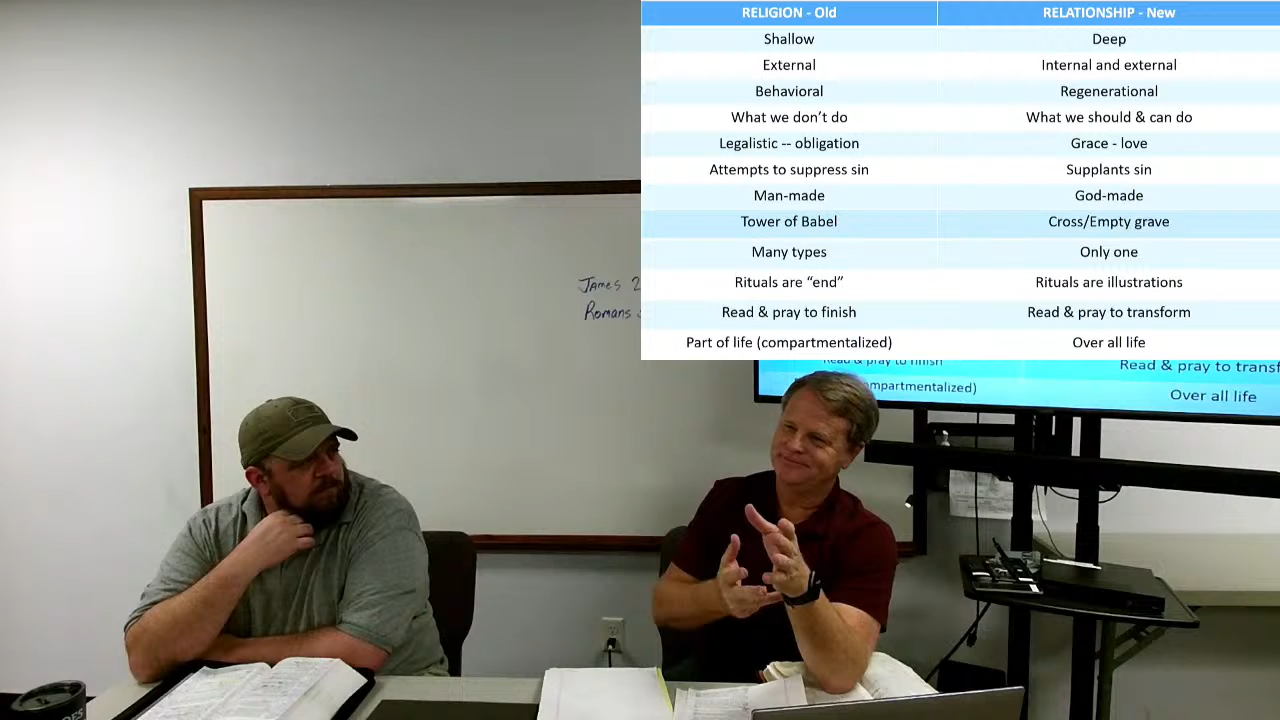 RELIGION - Old RELATIONSHIP - New
Shallow Deep
External Internal and external
Behavioral Regenerational
What we don't do What we should & can do
Legalistic -- obligation Grace - love
Attempts to suppress sin Supplants sin
Man-made God-made
Tower of Babel Cross/Empty grave
Many types Only one
Rituals are “end” Rituals are illustrations
Read & pray to finish Read & pray to transform
Part of life (compartmentalized) Over all life
James 2
Romans
Read & pray to finish Read & pray to transf
mpartmentalized) Over all life